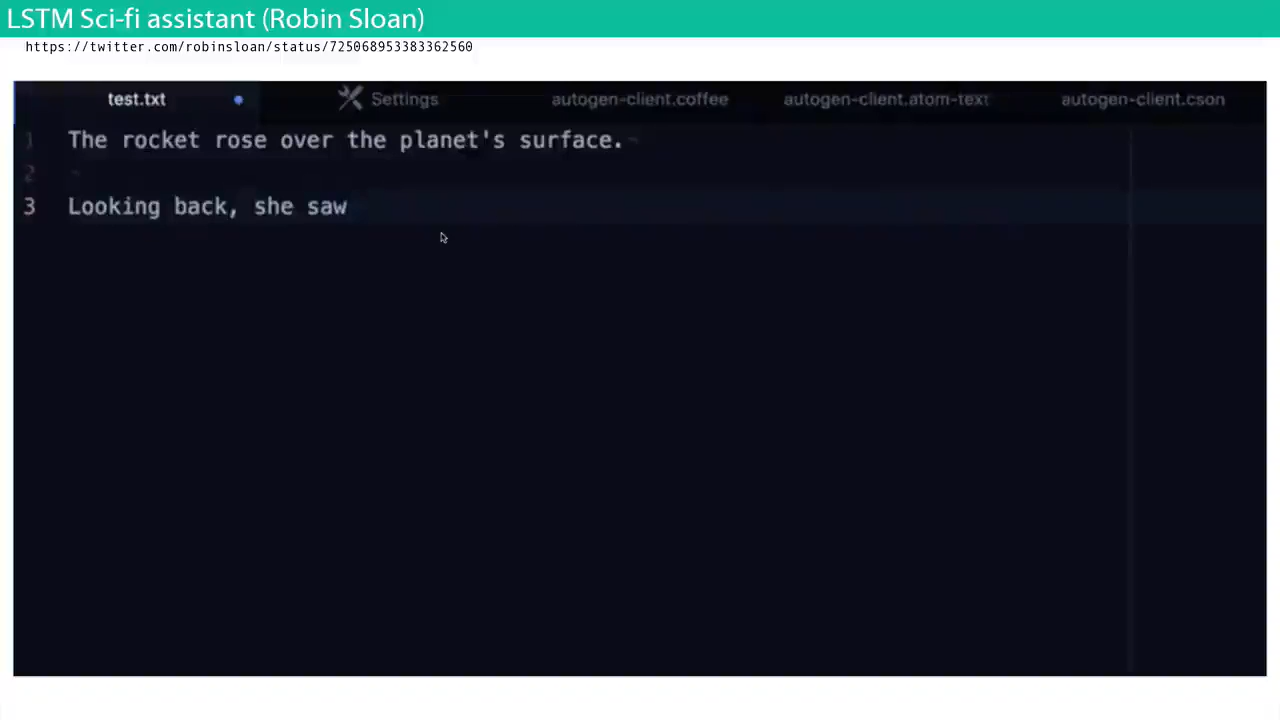 LSTM Sci-fi assistant (Robin Sloan)
https://twitter.com/robinsloan/status/725068953383362560
test.txt Settings autogen-client.coffee autogen-client.atom-text autogen-client.cson
1 The rocket rose over the planet's surface.
2
3 Looking back, she saw